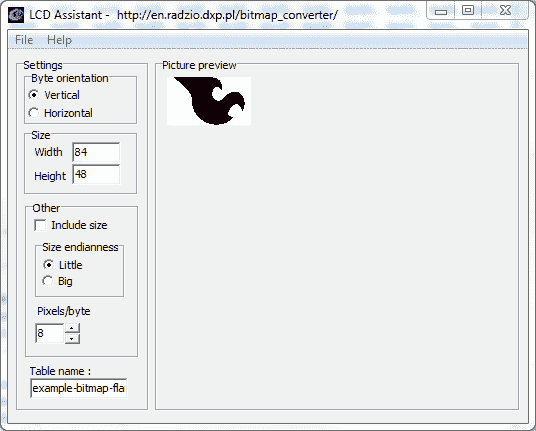 LCD Assistant - http://en.radzio.dxp.pl/bitmap_converter/
File Help
Settings
Byte orientation
Vertical
Horizontal
Size
Width 84
Height 48
Other
Include size
Size endianness
Little
Big
Pixels/byte
8
Table name :
example-bitmap-fla
Picture preview